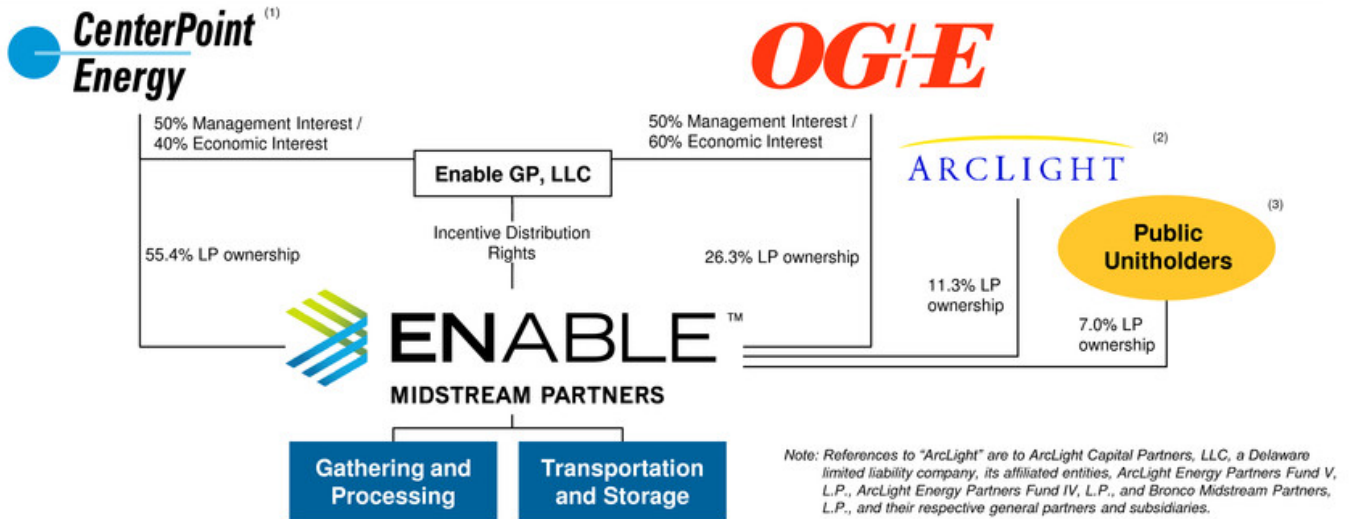 CenterPoint (1)
Energy
OG+E
50% Management Interest /
40% Economic Interest
50% Management Interest /
60% Economic Interest
Enable GP, LLC
ARCLIGHT (2)
(3)
Public
Unitholders
Incentive Distribution
Rights
55.4% LP ownership
26.3% LP ownership
11.3% LP
ownership
7.0% LP
ownership
ENABLE ™
MIDSTREAM PARTNERS
Gathering and
Processing
Transportation
and Storage
Note: References to “ArcLight” are to ArcLight Capital Partners, LLC, a Delaware
limited liability company, its affiliated entities, ArcLight Energy Partners Fund V,
L.P., ArcLight Energy Partners Fund IV, L.P., and Bronco Midstream Partners,
L.P., and their respective general partners and subsidiaries.